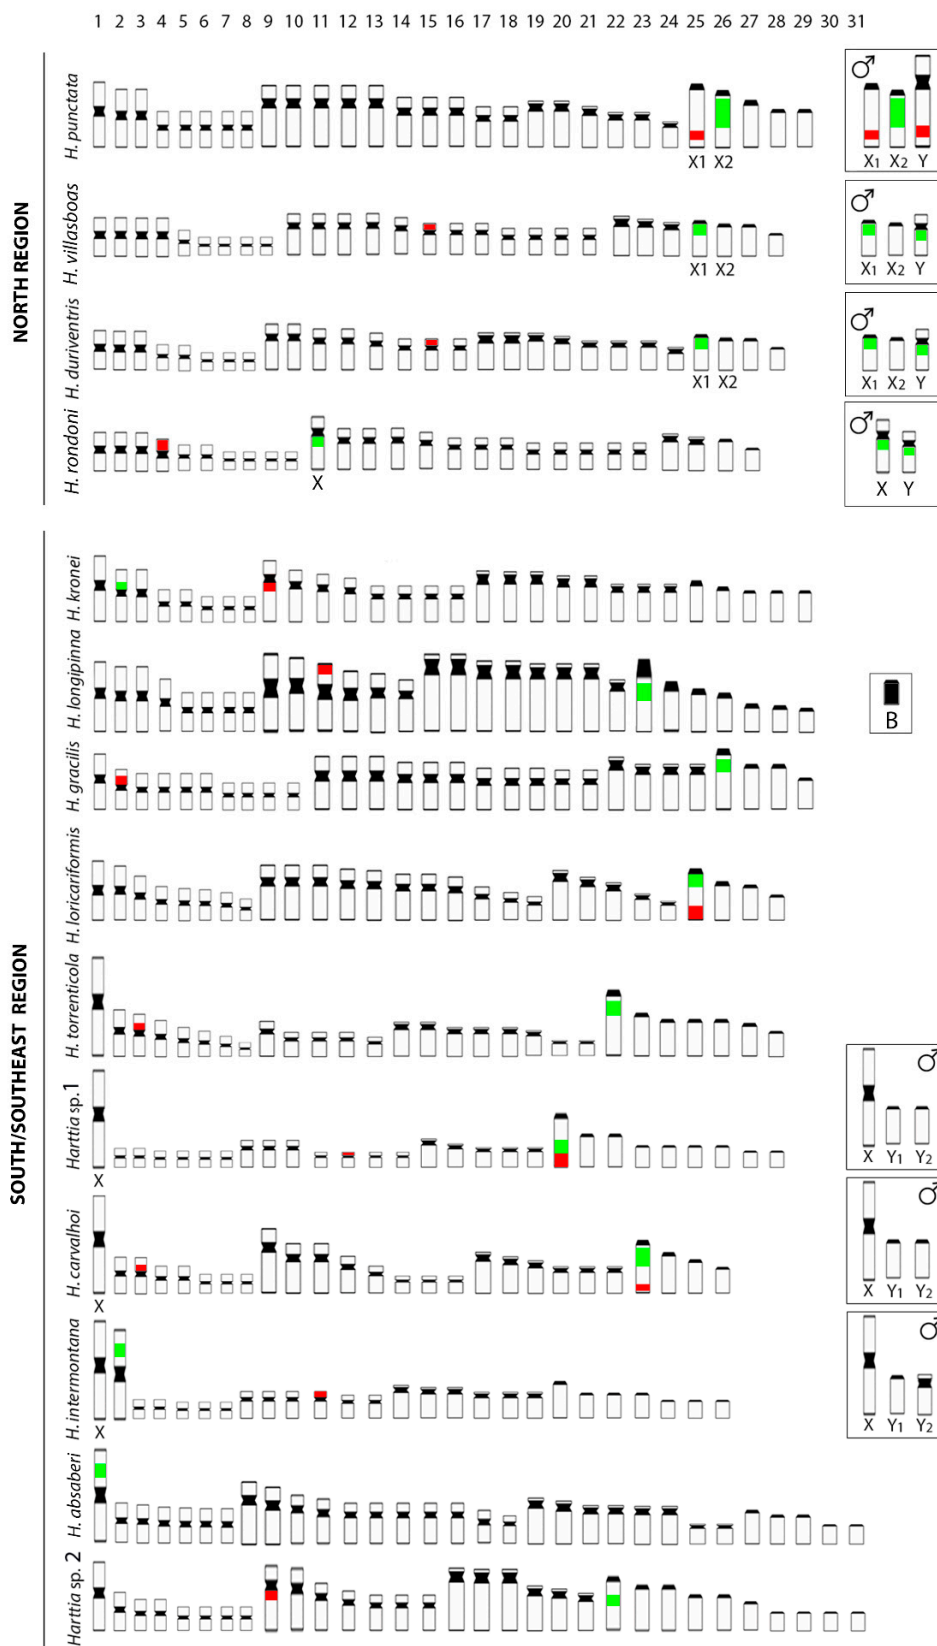 1 2 3 4 5 6 7 8 9 10 11 12 13 14 15 16 17 18 19 20 21 22 23 24 25 26 27 28 29 30 31
NORTH REGION
H. punctata
X1 X2
♂
X1 X2 Y
H. villasboas
X1 X2
♂
X1 X2 Y
H. duriventris
X1 X2
♂
X1 X2 Y
H. rondoni
X
♂
X Y
SOUTH/SOUTHEAST REGION
H. kronei
H. longipinna
B
H. gracilis
H. loricariformis
H. torrenticola
Harttia sp.1
X
♂
X Y1 Y2
H. carvalhoi
X
♂
X Y1 Y2
H. intermontana
X
♂
X Y1 Y2
H. absaberi
Harttia sp. 2